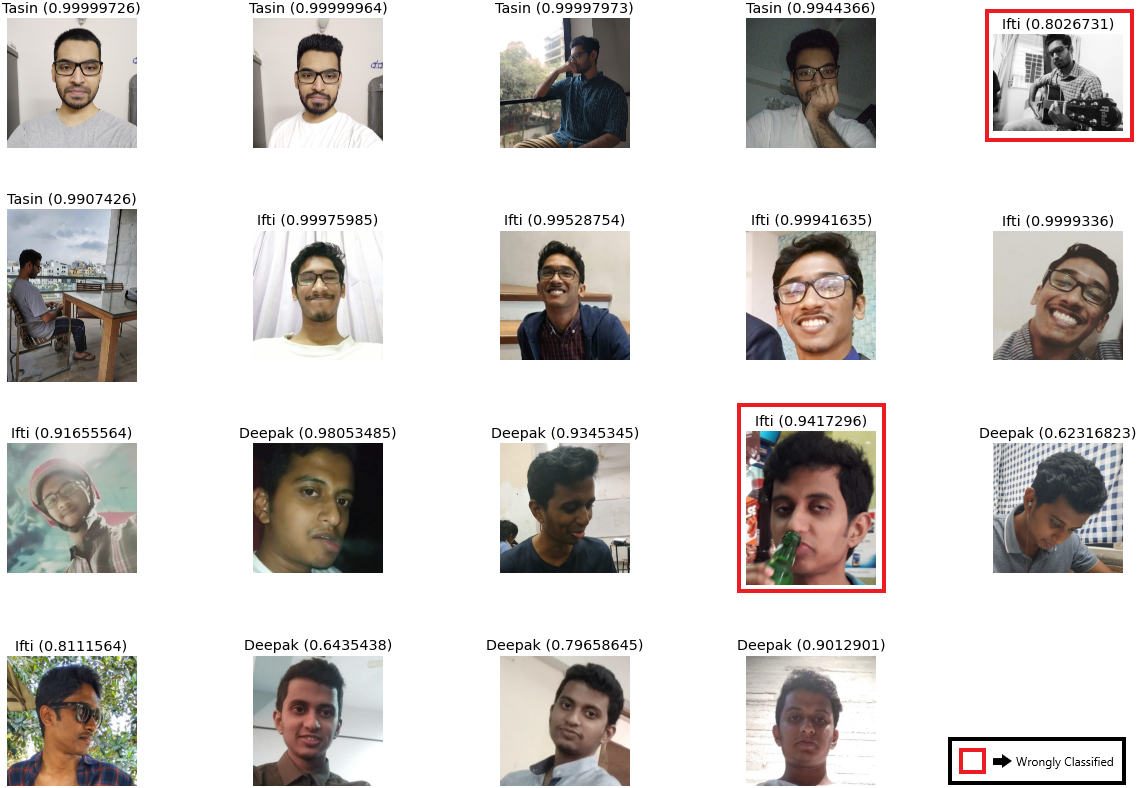 Tasin (0.99999726)
Tasin (0.99999964)
Tasin (0.99997973)
Tasin (0.9944366)
Ifti (0.8026731)
Tasin (0.9907426)
Ifti (0.99975985)
Ifti (0.99528754)
Ifti (0.99941635)
Ifti (0.9999336)
Ifti (0.91655564)
Deepak (0.98053485)
Deepak (0.9345345)
Ifti (0.9417296)
Deepak (0.62316823)
Ifti (0.8111564)
Deepak (0.6435438)
Deepak (0.79658645)
Deepak (0.9012901)
Wrongly Classified